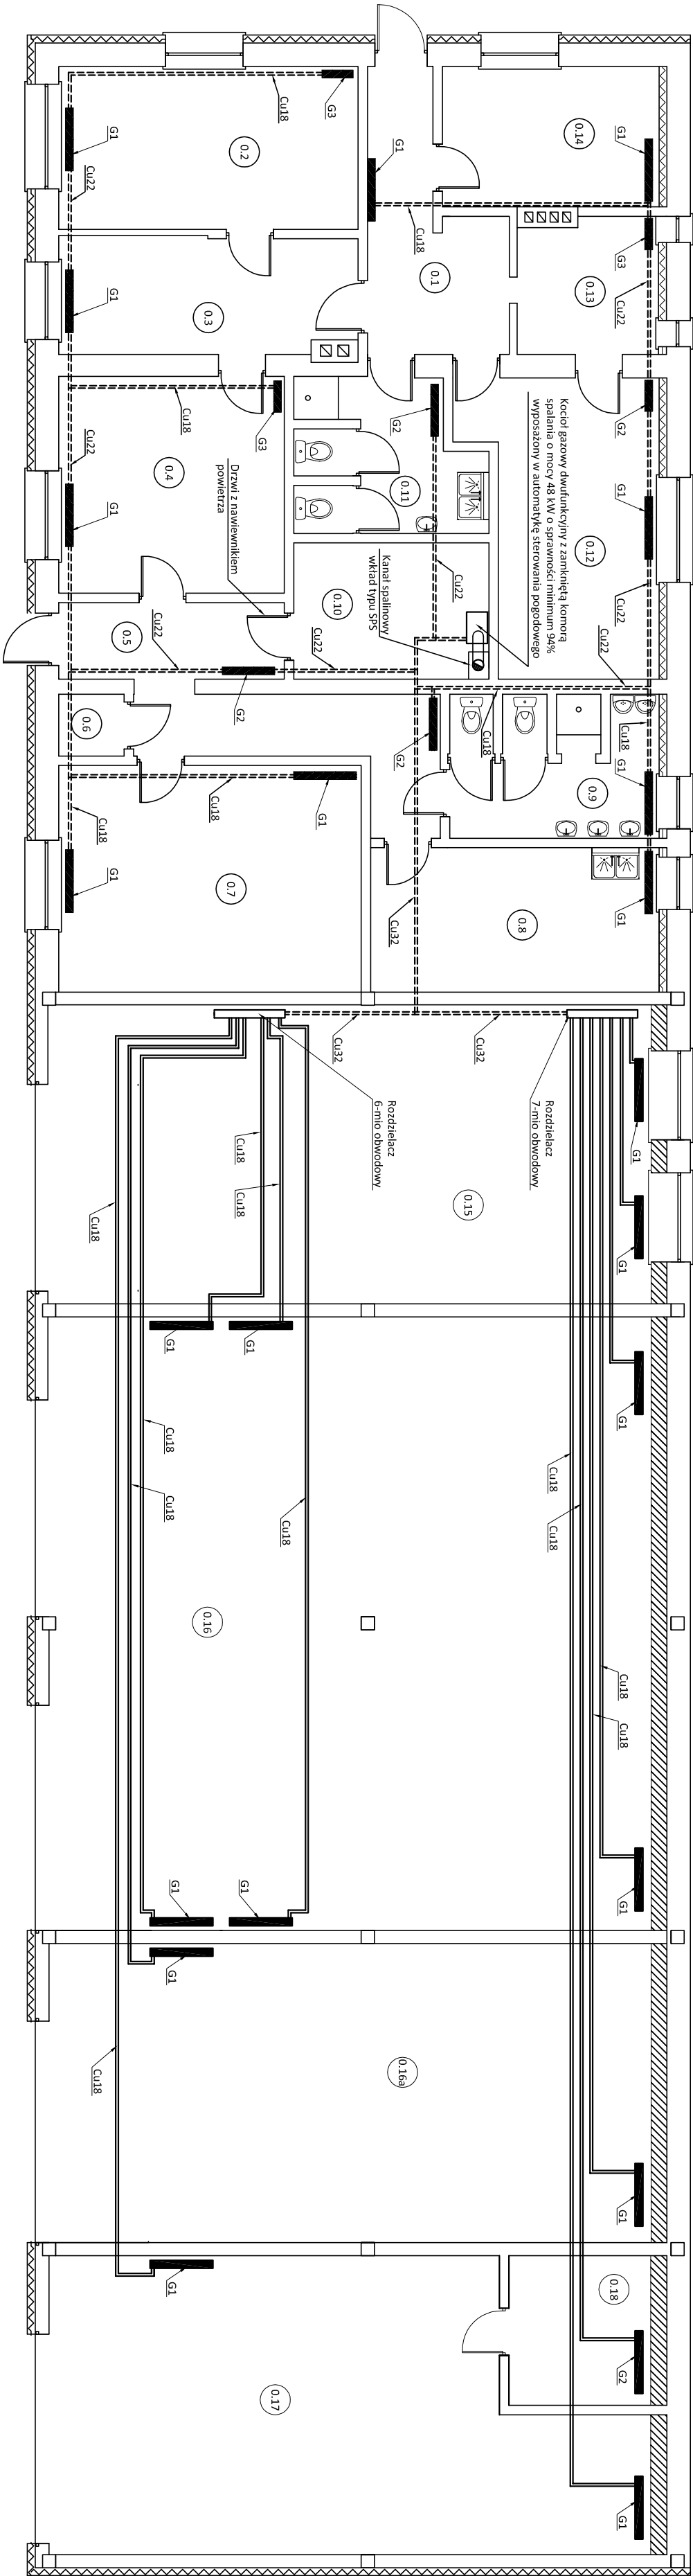 G3
Cu18
G1
Cu22
0.2
G1
Cu18
0.14
G1
G3
Cu22
0.13
0.1
0.3
G1
Cu18
G3
0.4
Cu22
G1
G2
0.11
Kocioł gazowy dwufunkcyjny z zamkniętą komorą
spalania o mocy 48 kW o sprawności minimum 94%
wyposażony w automatykę sterowania pogodowego
G2
G1
0.12
Cu22
Drzwi z nawiewnikiem
powietrza
0.10
Kanał spalinowy
wkład typu SPS
Cu22
0.5
Cu22
Cu22
G2
Cu22
Cu18
G2
Cu18
0.6
Cu18
G1
0.9
G1
Cu18
G1
0.7
0.8
G1
Cu32
Cu32
Cu32
Rozdzielacz
6-mio obwodowy
Rozdzielacz
7-mio obwodowy
G1
Cu18
Cu18
Cu18
0.15
G1
G1
G1
G1
Cu18
Cu18
Cu18
Cu18
Cu18
0.16
Cu18
Cu18
G1
G1
G1
G1
Cu18
0.16a
G1
G1
0.18
G2
0.17
G1